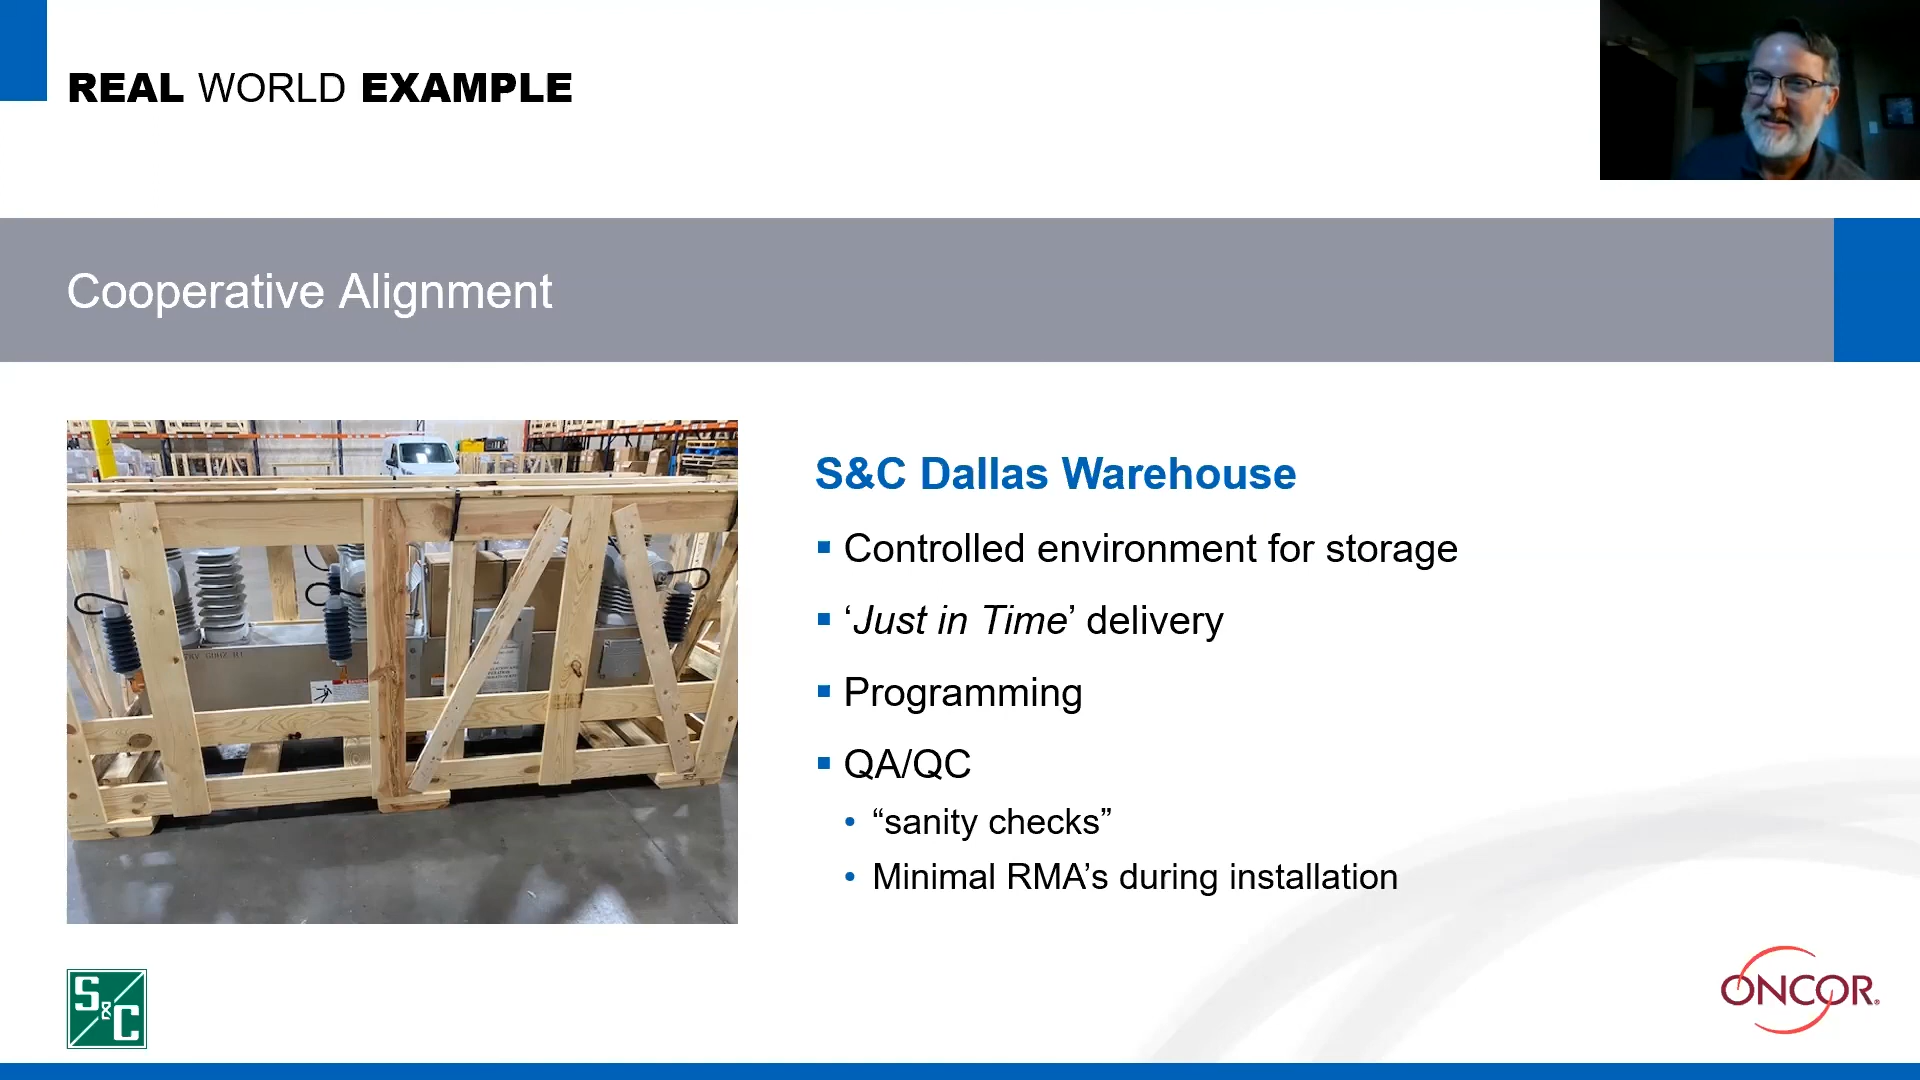 REAL WORLD EXAMPLE
Cooperative Alignment
S&C Dallas Warehouse
▪ Controlled environment for storage
▪ ‘Just in Time’ delivery
▪ Programming
▪ QA/QC
• “sanity checks”
• Minimal RMA’s during installation
S&C
ONCOR®